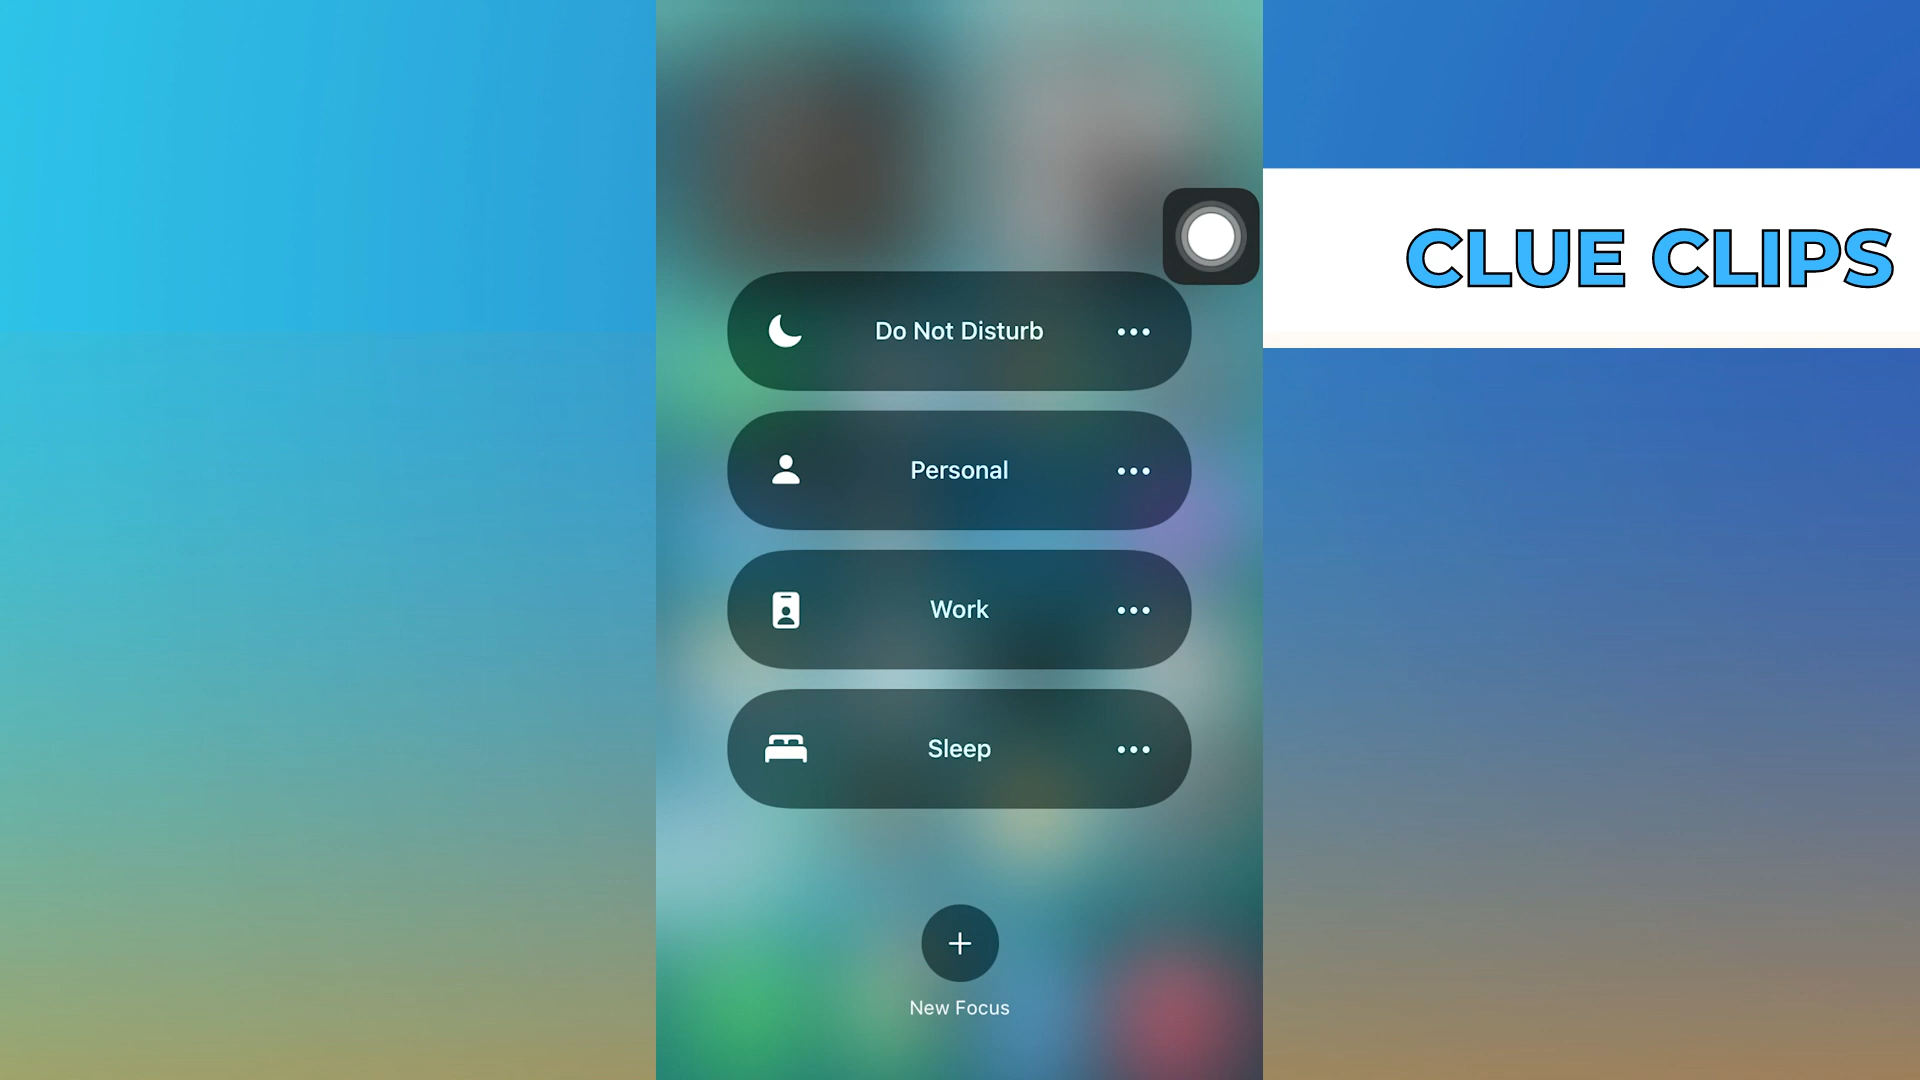 CLUE CLIPS
Do Not Disturb
Personal
Work
Sleep
New Focus